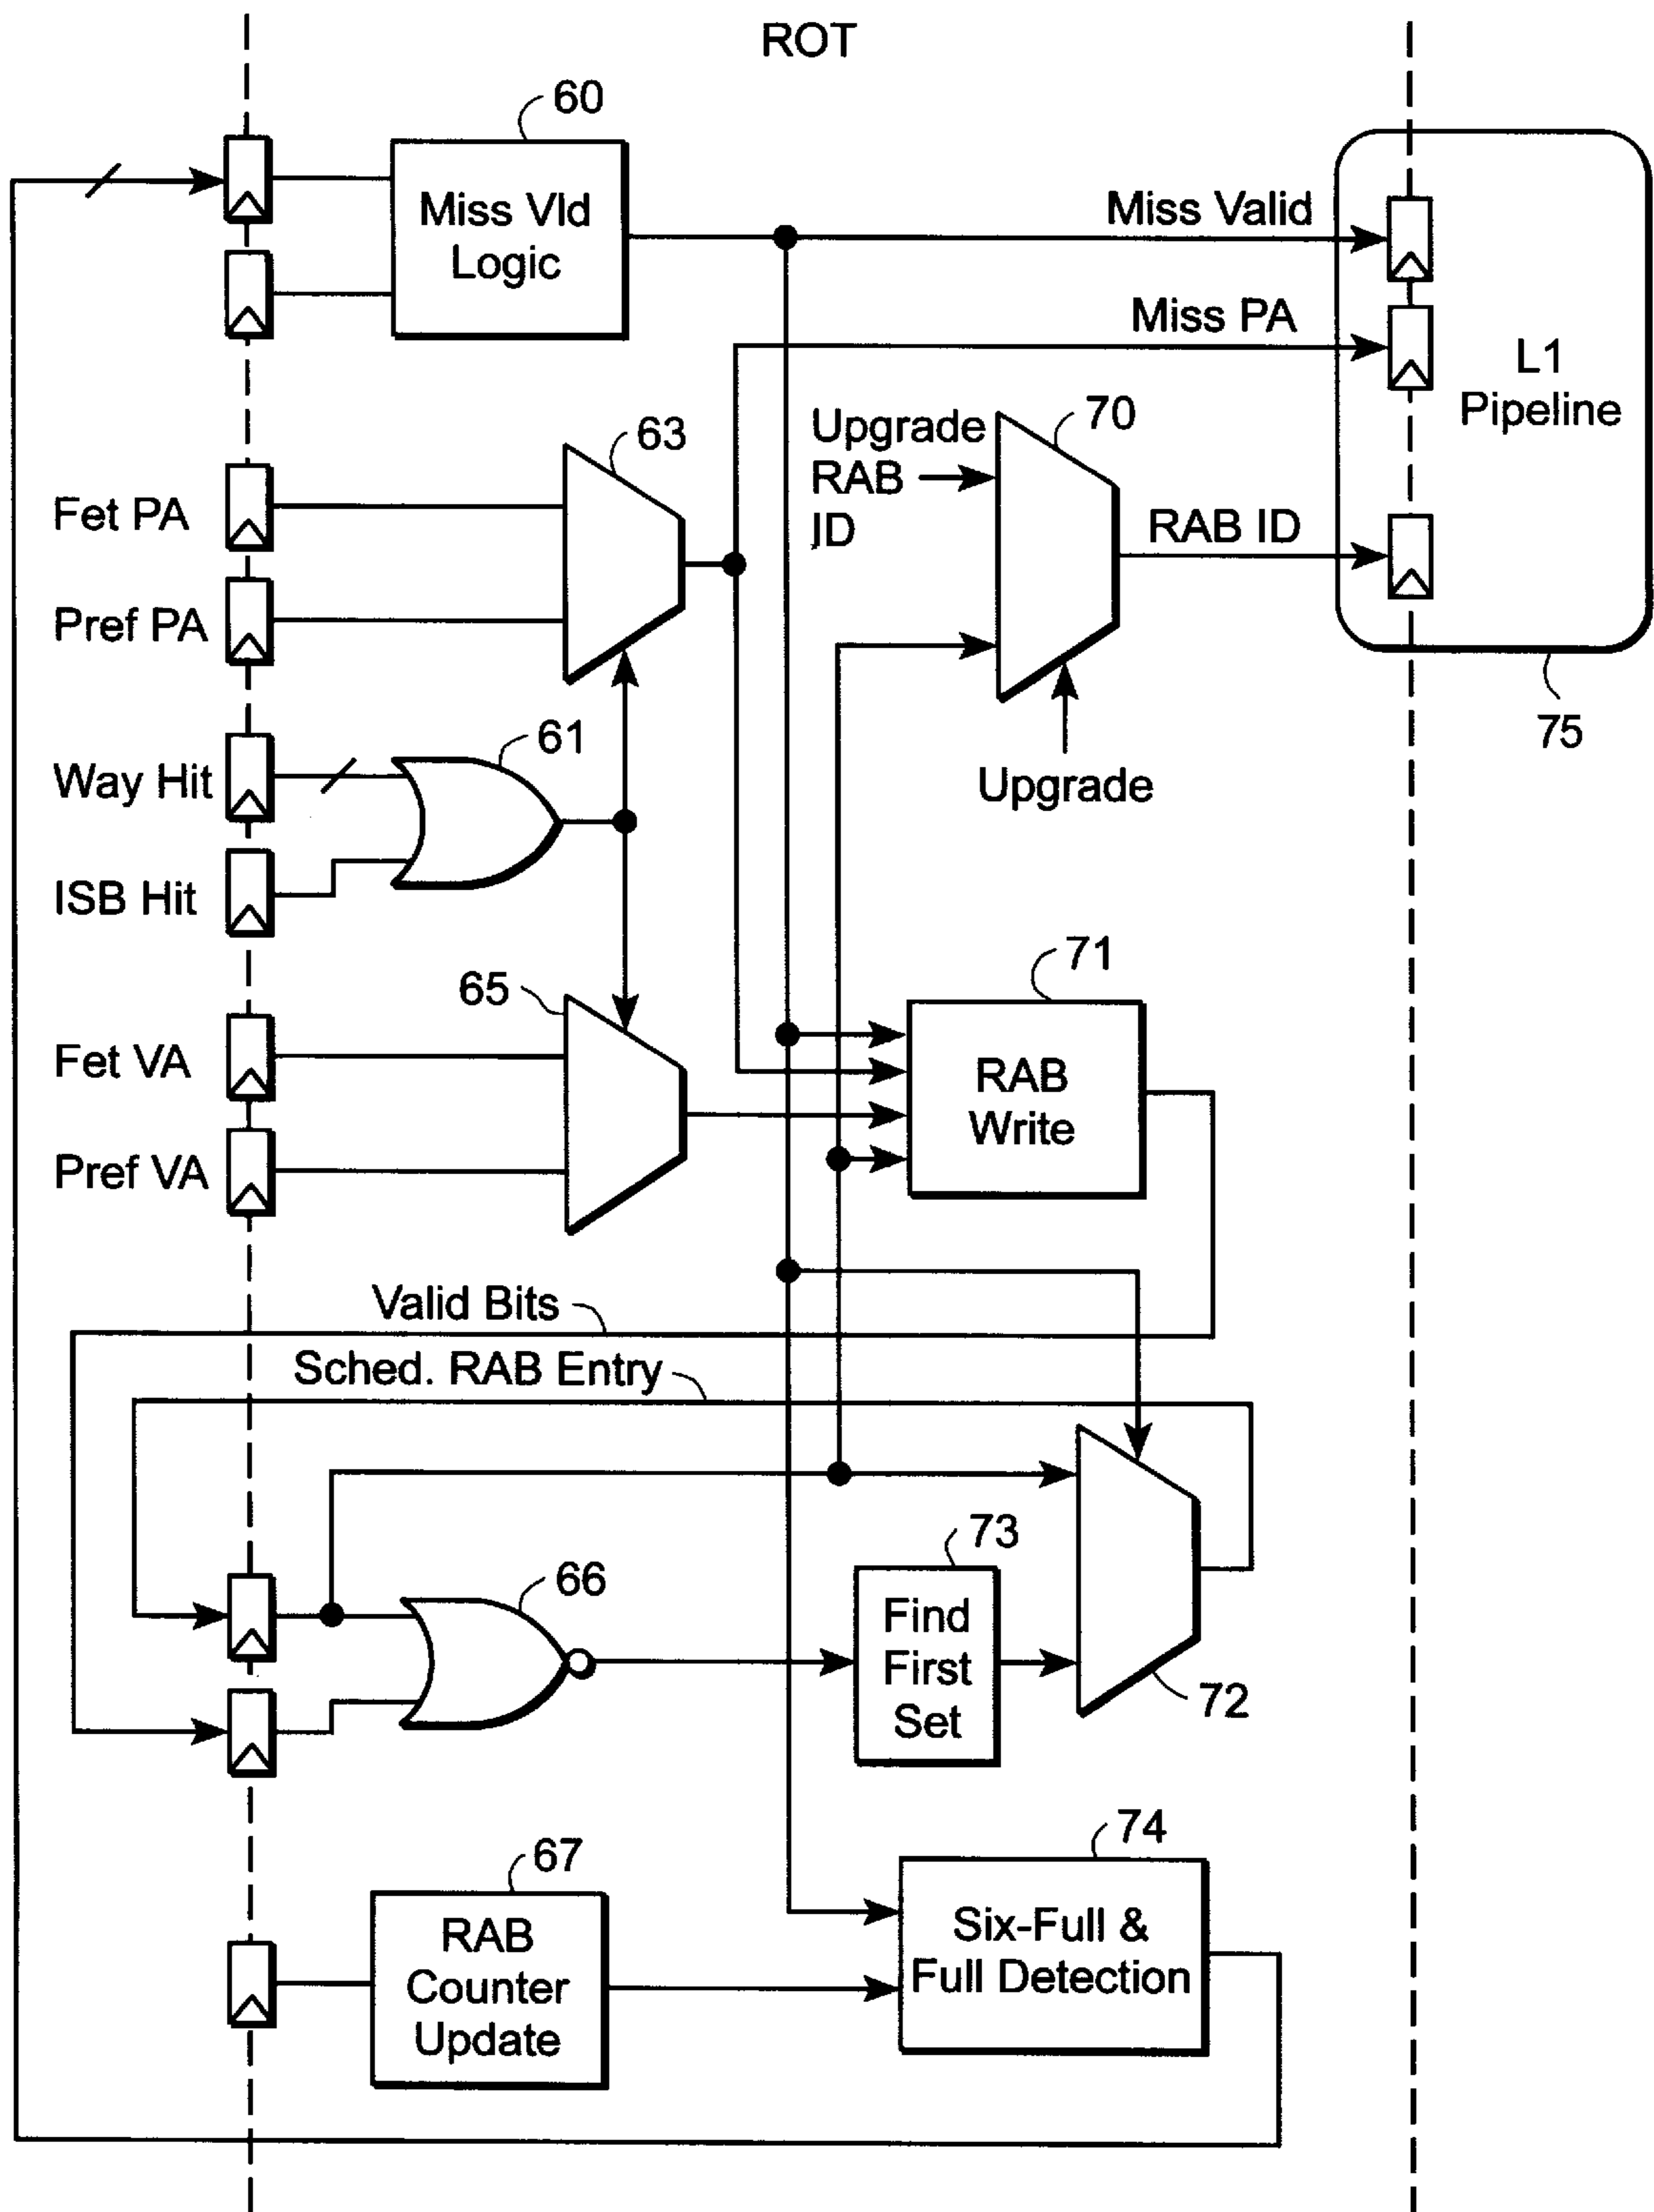 ROT
60
Miss Vld
Logic
Miss Valid
Miss PA
L1
Pipeline
75
Fet PA
Pref PA
63
Upgrade
RAB
ID
70
RAB ID
Upgrade
Way Hit
ISB Hit
61
Fet VA
Pref VA
65
71
RAB
Write
Valid Bits
Sched. RAB Entry
66
73
Find
First
Set
72
67
RAB
Counter
Update
74
Six-Full &
Full Detection